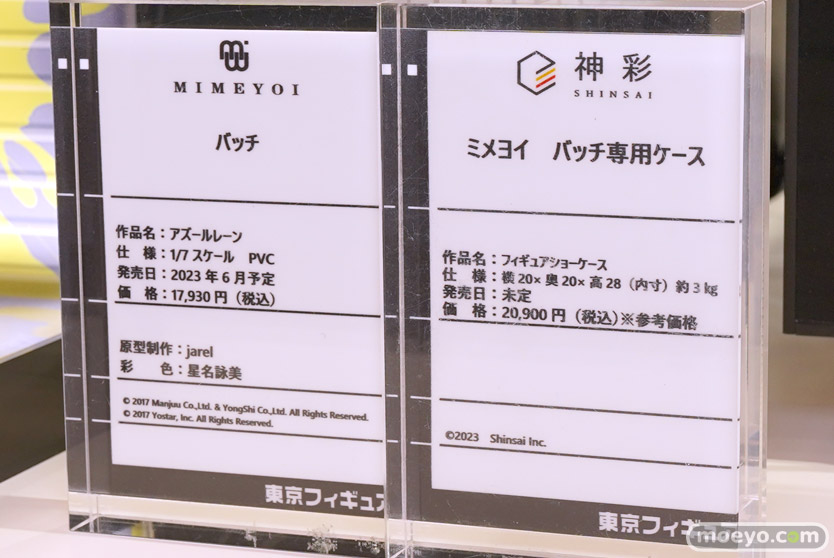 MIMEYOI
バッチ
作品名：アズールレーン
仕　様：1/7 スケール　PVC
発売日：2023 年 6 月予定
価　格：17,930 円（税込）
原型制作：jarel
彩　　色：星名詠美
© 2017 Manjuu Co.,Ltd. & YongShi Co.,Ltd. All Rights Reserved.
© 2017 Yostar, Inc. All Rights Reserved.
東京フィギュア
神彩
SHINSAI
ミメヨイ　バッチ専用ケース
作品名：フィギュアショーケース
仕　様：横 20× 奥 20× 高 28（内寸）約 3 kg
発売日：未定
価　格：20,900 円（税込）※参考価格
©2023　Shinsai Inc.
東京フィギュ
moeyo.com